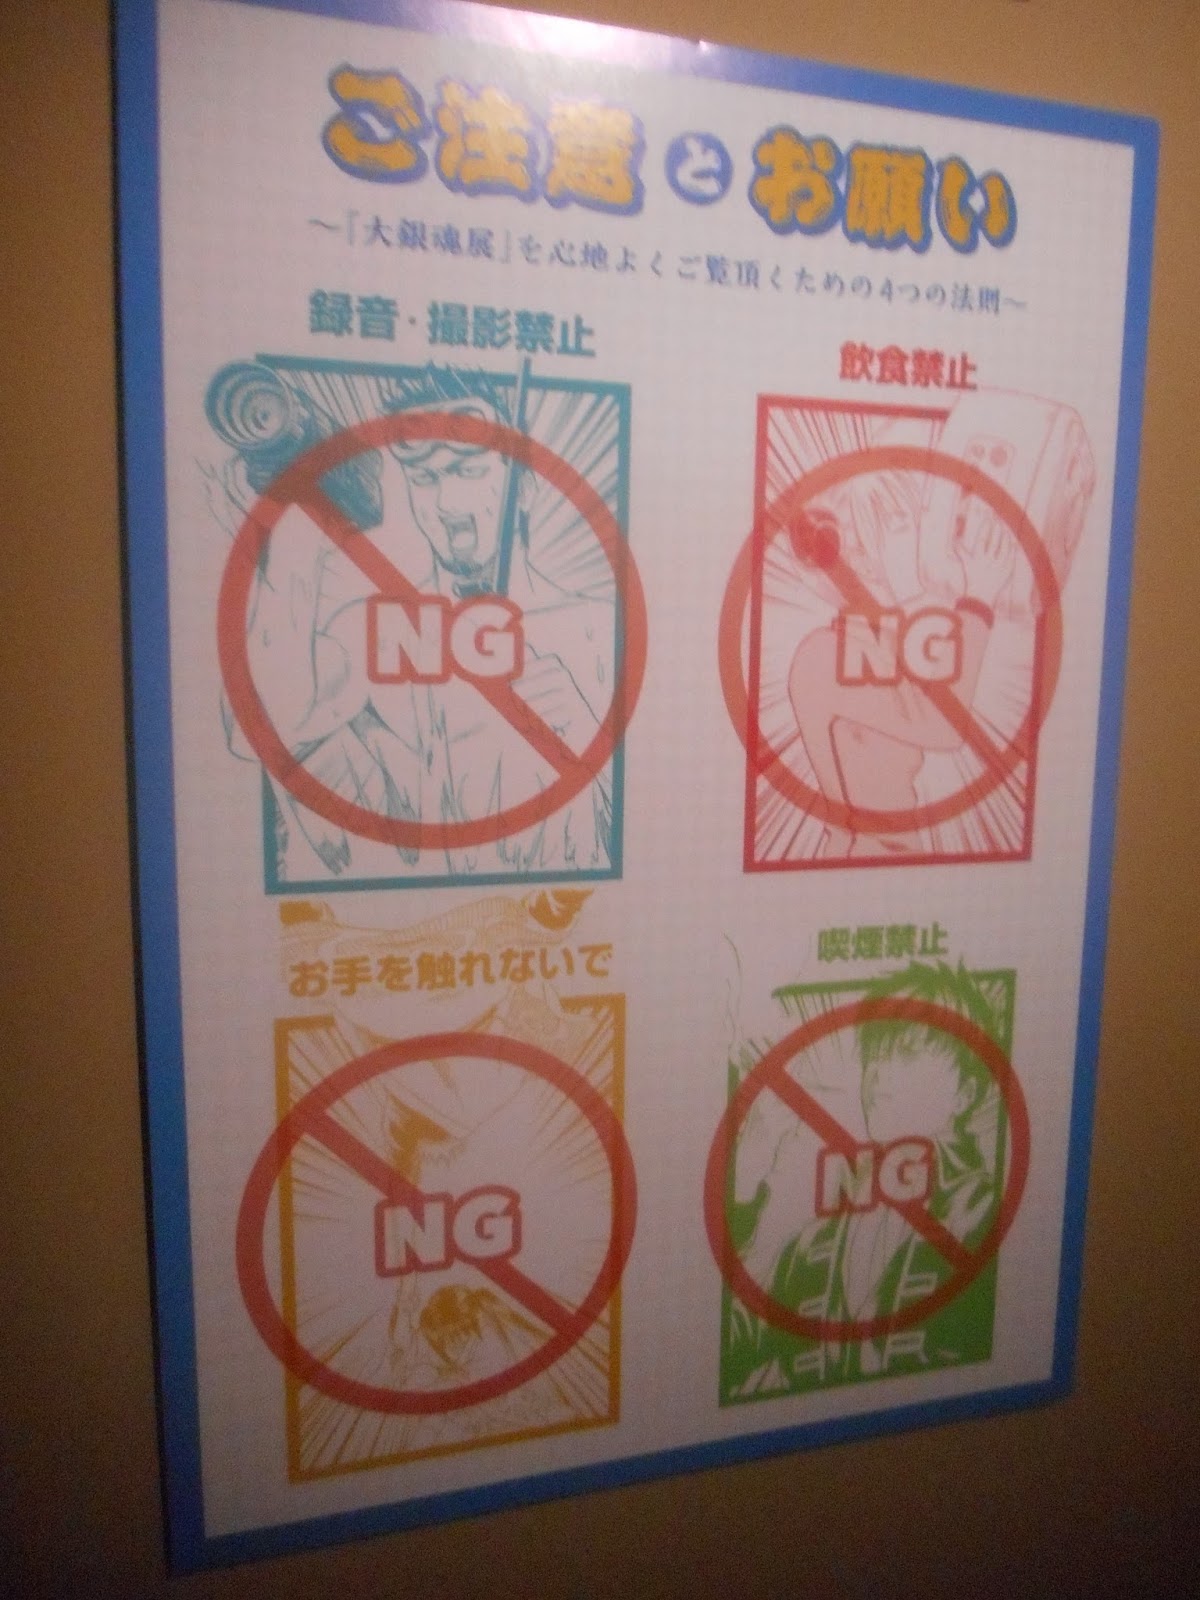 ご注意とお願い
～『大銀魂展』を心地よくご覧頂くための4つの法則～
録音・撮影禁止
飲食禁止
NG
NG
お手を触れないで
喫煙禁止
NG
NG